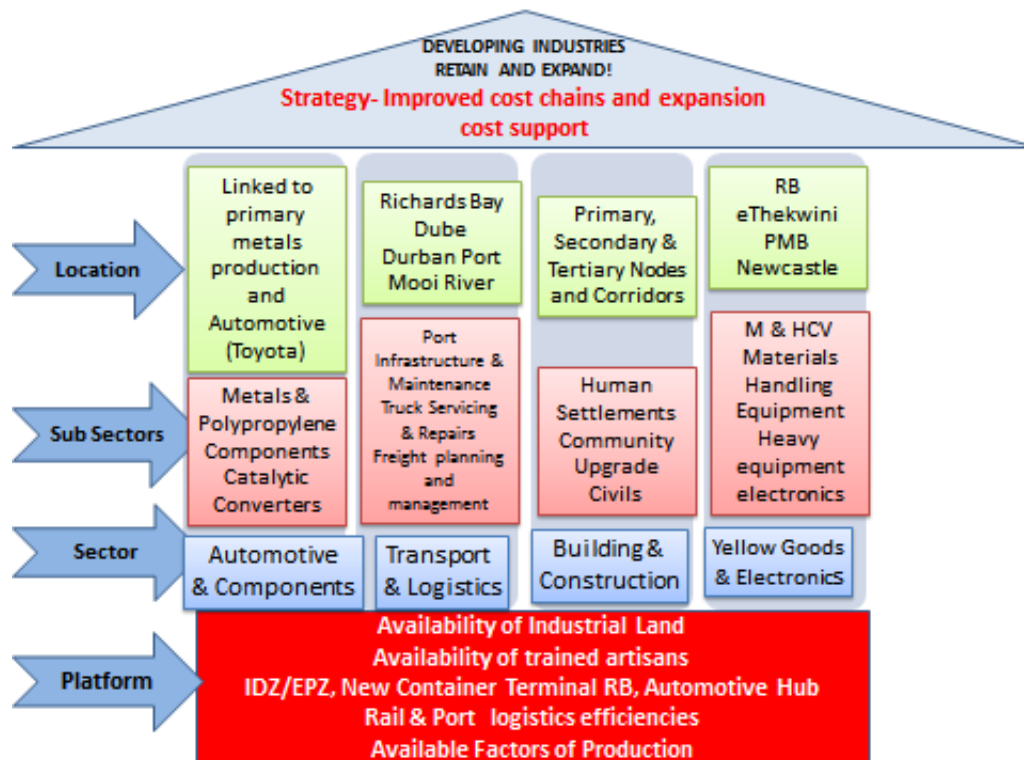 DEVELOPING INDUSTRIES
RETAIN AND EXPAND!
Strategy- Improved cost chains and expansion
cost support
Location
Linked to
primary
metals
production
and
Automotive
(Toyota)
Richards Bay
Dube
Durban Port
Mooi River
Primary,
Secondary &
Tertiary Nodes
and Corridors
RB
eThekwini
PMB
Newcastle
Sub Sectors
Metals &
Polypropylene
Components
Catalytic
Converters
Port
Infrastructure &
Maintenance
Truck Servicing
& Repairs
Freight planning
and
management
Human
Settlements
Community
Upgrade
Civils
M & HCV
Materials
Handling
Equipment
Heavy
equipment
electronics
Sector
Automotive
& Components
Transport
& Logistics
Building &
Construction
Yellow Goods
& Electronics
Platform
Availability of Industrial Land
Availability of trained artisans
IDZ/EPZ, New Container Terminal RB, Automotive Hub
Rail & Port logistics efficiencies
Available Factors of Production